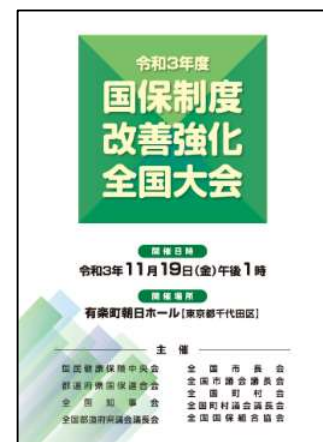 令和3年度
国保制度
改善強化
全国大会
開催日時
令和3年11月19日(金)午後1時
開催場所
有楽町朝日ホール[東京都千代田区]
主催
国民健康保険中央会
都道府県国保連合会
全国知事会
全国都道府県議会議長会
全国市長会
全国市議会議長会
全国町村会
全国町村議会議長会
全国国保組合協会